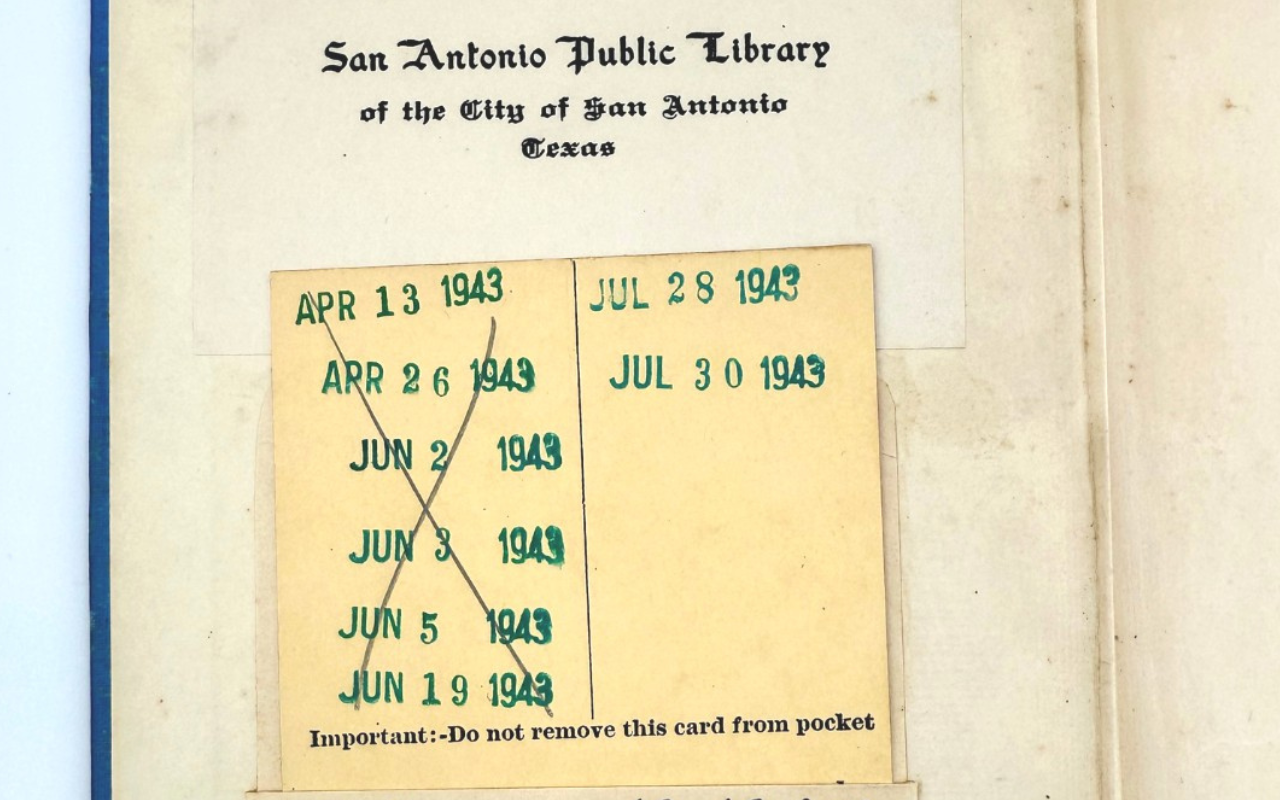 San Antonio Public Library
of the City of San Antonio
Texas
APR 13 1943
APR 26 1943
JUN 2 1943
JUN 3 1943
JUN 5 1943
JUN 19 1943
JUL 28 1943
JUL 30 1943
Important:-Do not remove this card from pocket